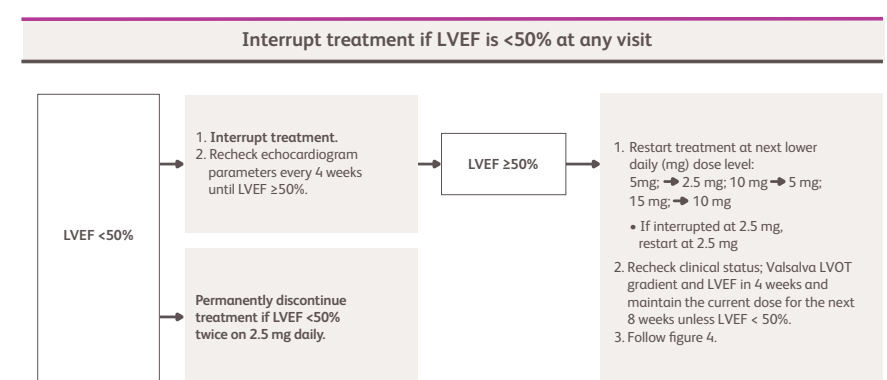 Interrupt treatment if LVEF is <50% at any visit
LVEF <50%
1. Interrupt treatment.
2. Recheck echocardiogram
parameters every 4 weeks
until LVEF ≥50%.
LVEF ≥50%
1. Restart treatment at next lower
daily (mg) dose level:
5mg; → 2.5 mg; 10 mg → 5 mg;
15 mg; → 10 mg
• If interrupted at 2.5 mg,
restart at 2.5 mg
2. Recheck clinical status; Valsalva LVOT
gradient and LVEF in 4 weeks and
maintain the current dose for the next
8 weeks unless LVEF < 50%.
3. Follow figure 4.
Permanently discontinue
treatment if LVEF <50%
twice on 2.5 mg daily.